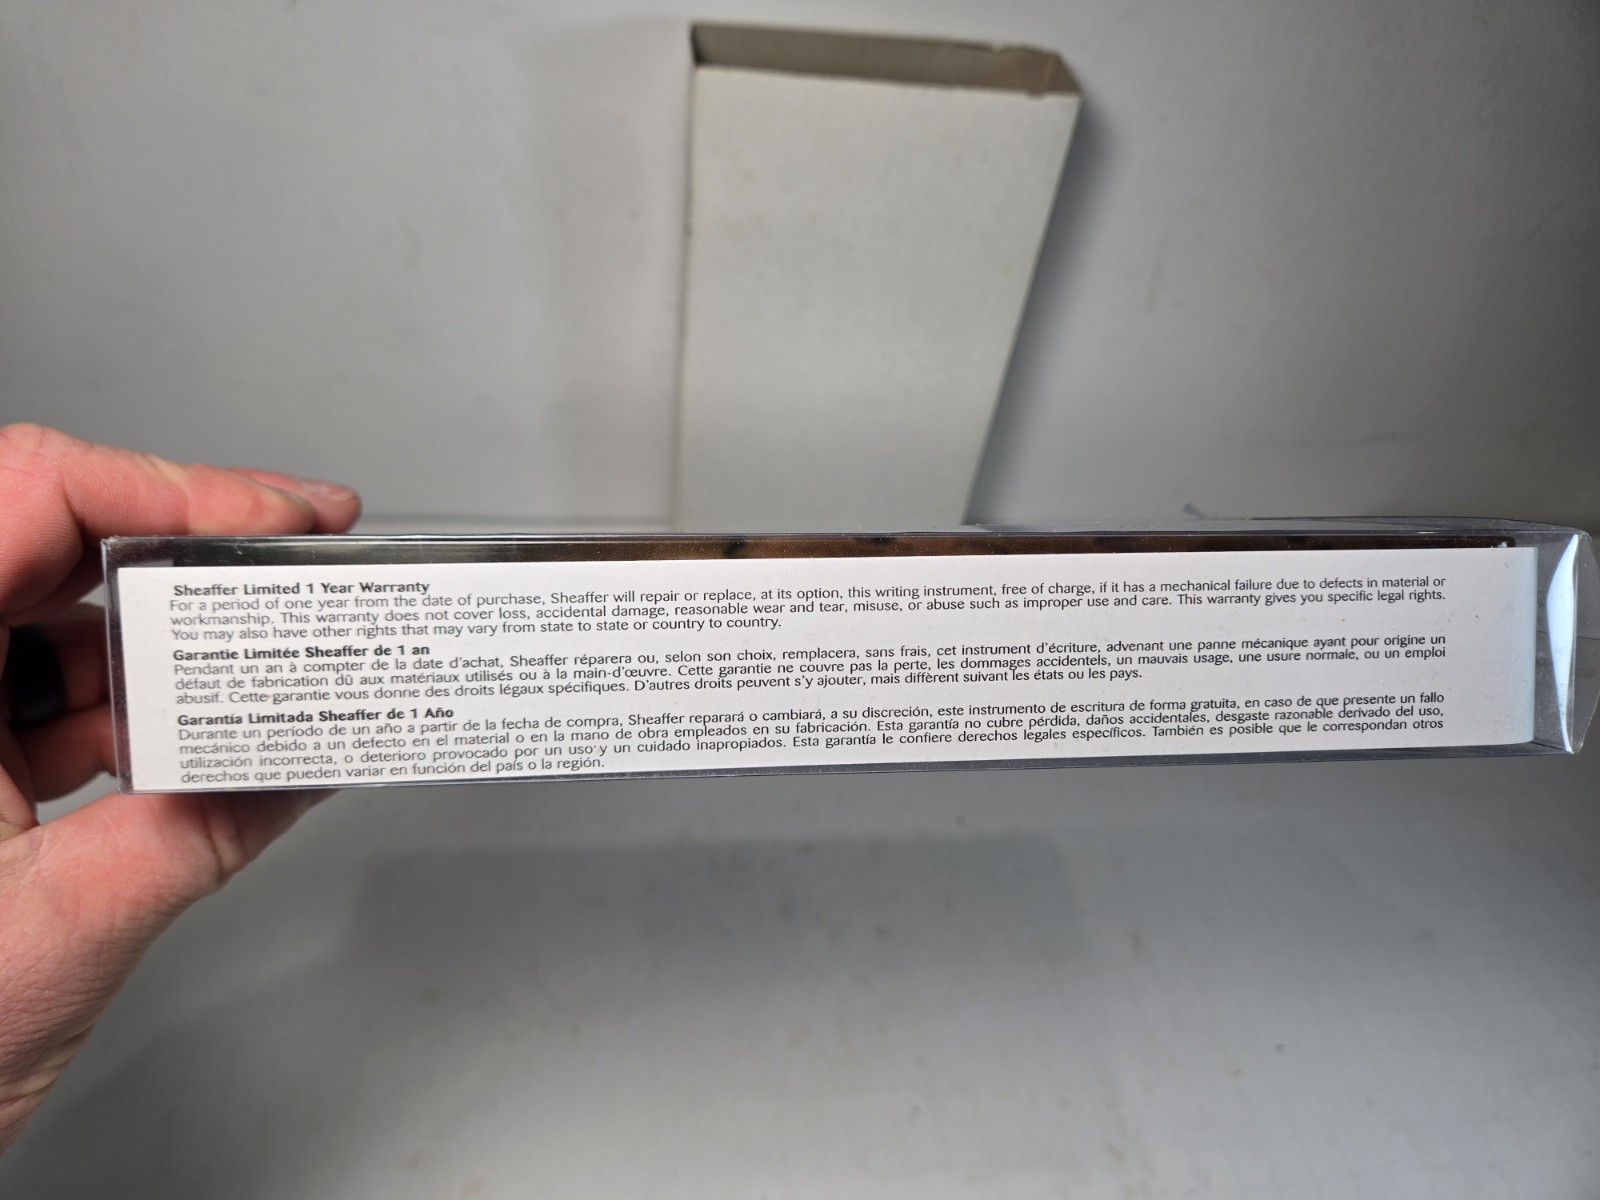 Sheaffer Limited 1 Year Warranty
For a period of one year from the date of purchase, Sheaffer will repair or replace, at its option, this writing instrument, free of charge, if it has a mechanical failure due to defects in material or
workmanship. This warranty does not cover loss, accidental damage, reasonable wear and tear, misuse, or abuse such as improper use and care. This warranty gives you specific legal rights.
You may also have other rights that may vary from state to state or country to country.
Garantie Limitée Sheaffer de 1 an
Pendant un an à compter de la date d'achat, Sheaffer réparera ou, selon son choix, remplacera, sans frais, cet instrument d'écriture, advenant une panne mécanique ayant pour origine un
défaut de fabrication dû aux matériaux utilisés ou à la main-d'œuvre. Cette garantie ne couvre pas la perte, les dommages accidentels, un mauvais usage, une usure normale, ou un emploi
abusif. Cette garantie vous donne des droits légaux spécifiques. D'autres droits peuvent s'y ajouter, mais diffèrent suivant les états ou les pays.
Garantía Limitada Sheaffer de 1 Año
Durante un período de un año a partir de la fecha de compra, Sheaffer reparará o cambiará, a su discreción, este instrumento de escritura de forma gratuita, en caso de que presente un fallo
mecánico debido a un defecto en el material o en la mano de obra empleados en su fabricación. Esta garantía no cubre pérdida, daños accidentales, desgaste razonable derivado del uso,
utilización incorrecta, o deterioro provocado por un uso y un cuidado inapropiados. Esta garantía le confiere derechos legales específicos. También es posible que le correspondan otros
derechos que pueden variar en función del país o la región.